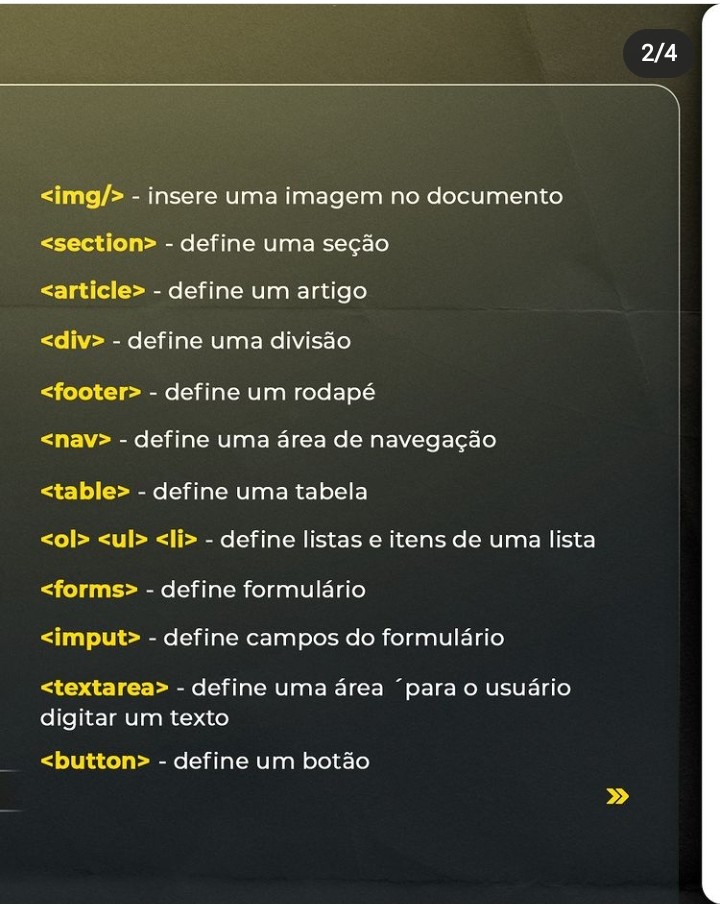 2/4
<img/> - insere uma imagem no documento
<section> - define uma seção
<article> - define um artigo
<div> - define uma divisão
<footer> - define um rodapé
<nav> - define uma área de navegação
<table> - define uma tabela
<ol> <ul> <li> - define listas e itens de uma lista
<forms> - define formulário
<imput> - define campos do formulário
<textarea> - define uma área ´para o usuário
digitar um texto
<button> - define um botão
»